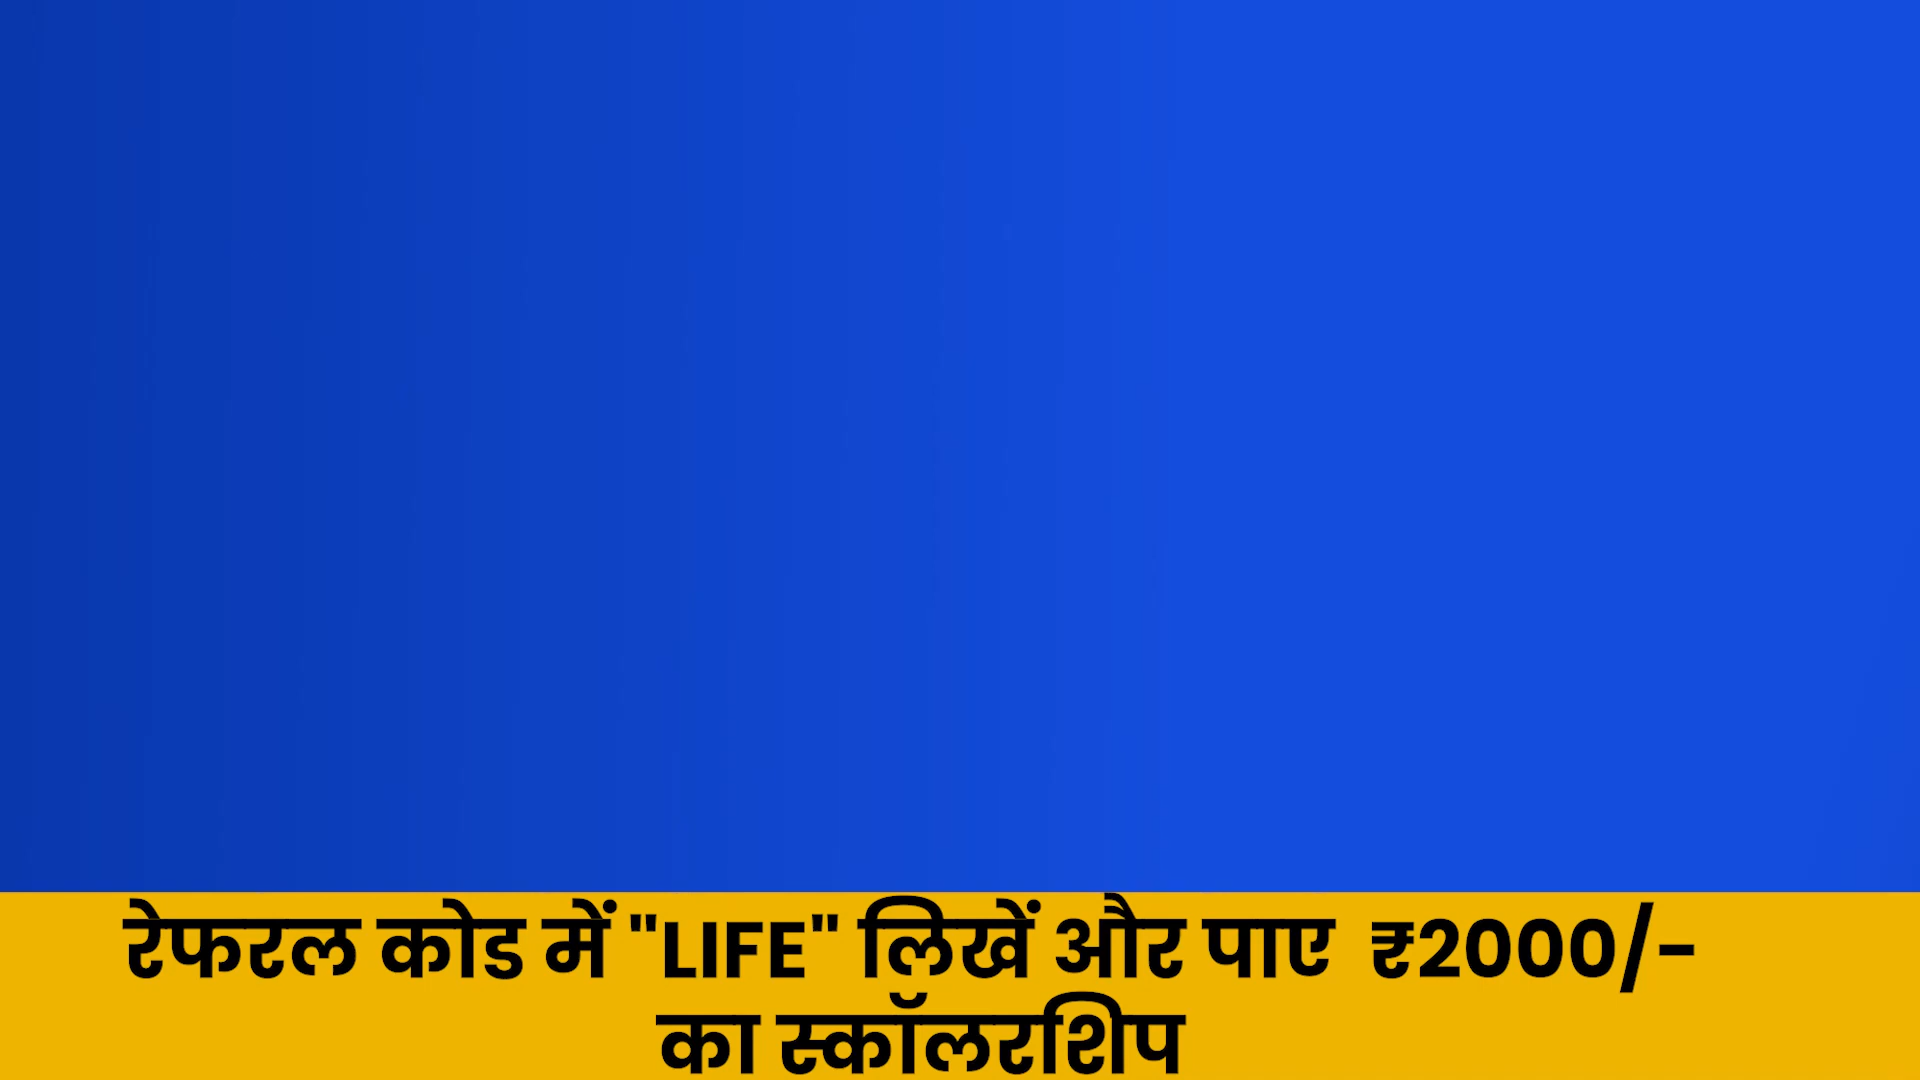 रेफरल कोड में "LIFE" लिखें और पाए ₹2000/-
का स्कॉलरशिप